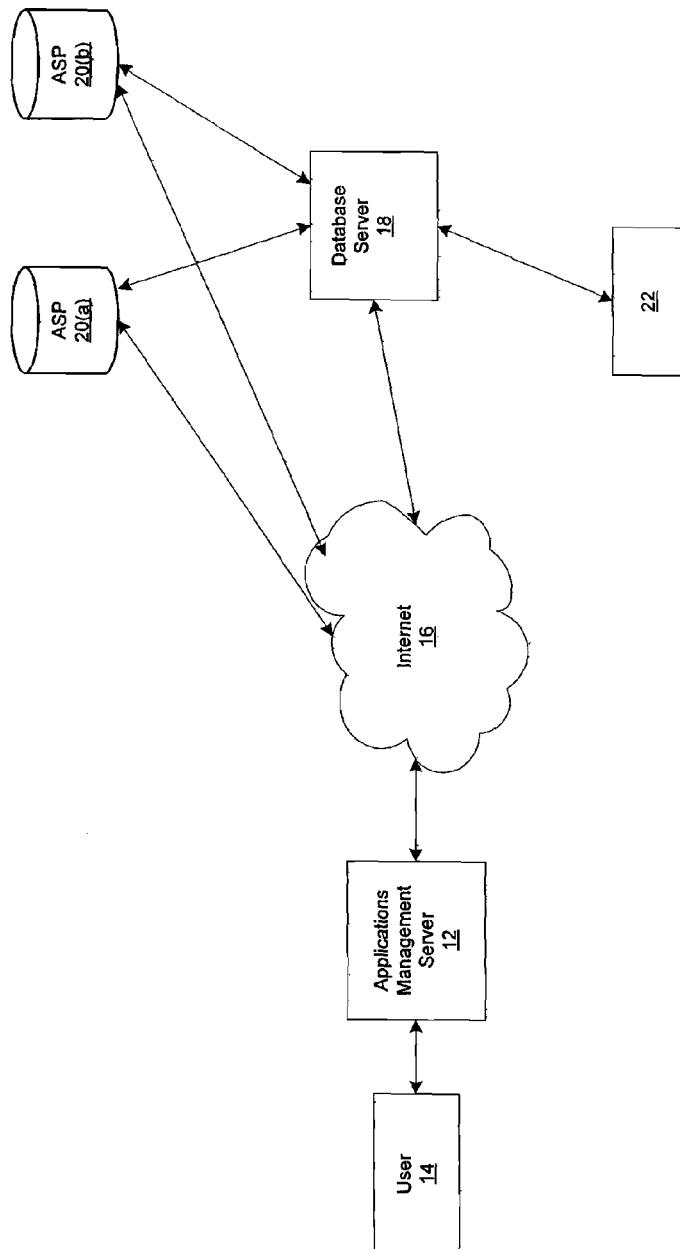 User
14
Applications
Management
Server
12
Internet
16
Database
Server
18
ASP
20(a)
ASP
20(b)
22